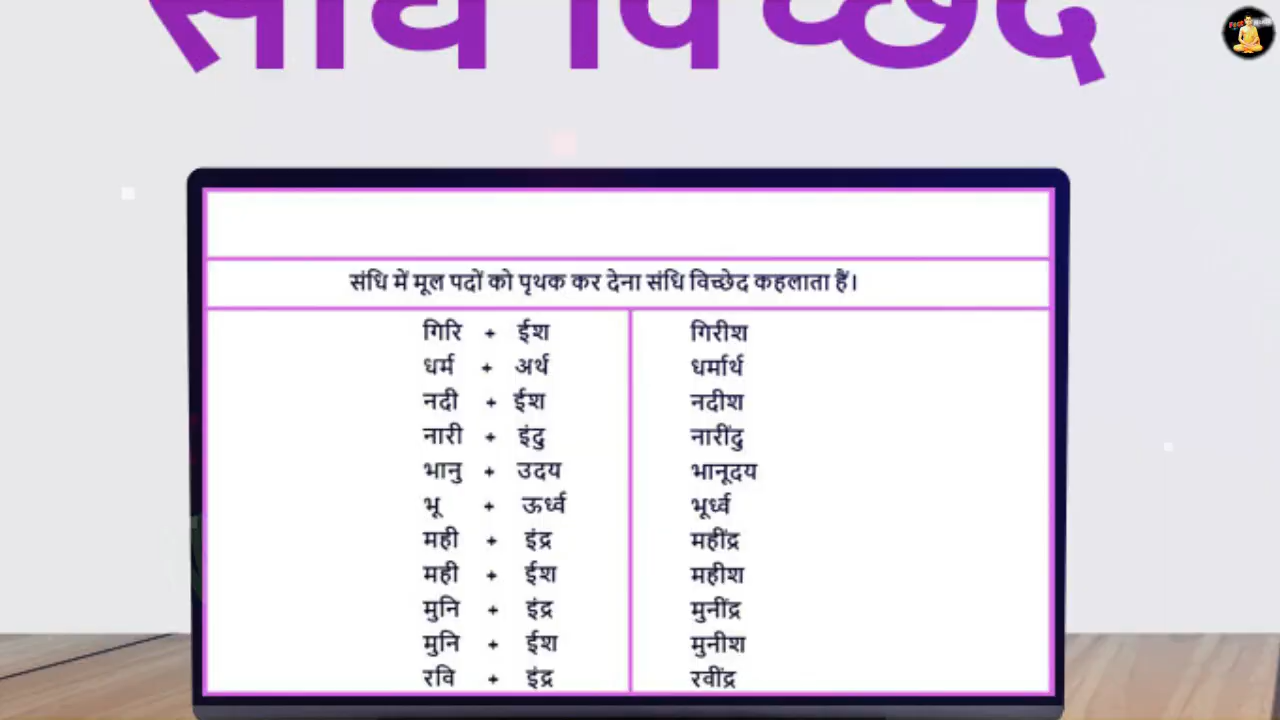 संधि विच्छेद
संधि में मूल पदों को पृथक कर देना संधि विच्छेद कहलाता हैं।
गिरि + ईश गिरीश
धर्म + अर्थ धर्मार्थ
नदी + ईश नदीश
नारी + इंदु नारींदु
भानु + उदय भानूदय
भू + ऊर्ध्व भूर्ध्व
मही + इंद्र महींद्र
मही + ईश महीश
मुनि + इंद्र मुनींद्र
मुनि + ईश मुनीश
रवि + इंद्र रवींद्र